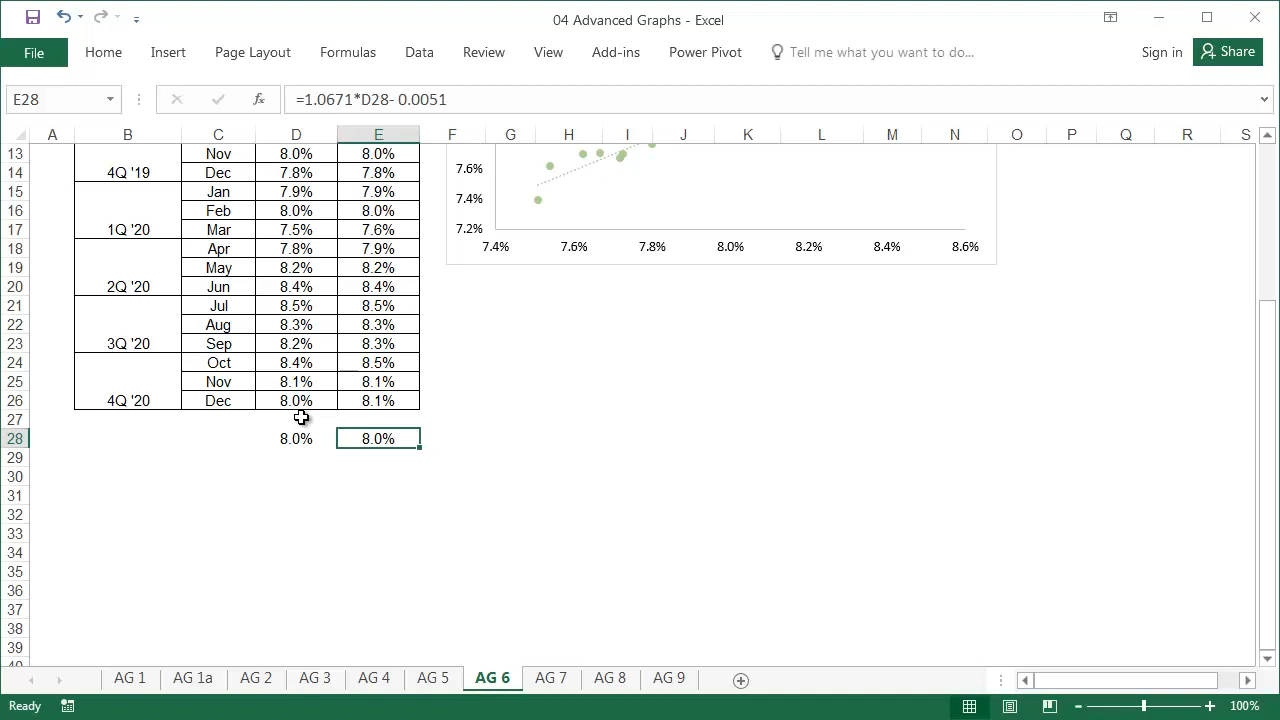 04 Advanced Graphs - Excel
File Home Insert Page Layout Formulas Data Review View Add-ins Power Pivot Tell me what you want to do... Sign in Share
E28 fx =1.0671*D28- 0.0051
A B C D E F G H I J K L M N O P Q R S
13 Nov 8.0% 8.0%
14 4Q '19 Dec 7.8% 7.8%
15 Jan 7.9% 7.9%
16 Feb 8.0% 8.0%
17 1Q '20 Mar 7.5% 7.6%
18 Apr 7.8% 7.9%
19 May 8.2% 8.2%
20 2Q '20 Jun 8.4% 8.4%
21 Jul 8.5% 8.5%
22 Aug 8.3% 8.3%
23 3Q '20 Sep 8.2% 8.3%
24 Oct 8.4% 8.5%
25 Nov 8.1% 8.1%
26 4Q '20 Dec 8.0% 8.1%
27
28 8.0% 8.0%
29
30
31
32
33
34
35
36
37
38
39
40
7.6%
7.4%
7.2%
7.4% 7.6% 7.8% 8.0% 8.2% 8.4% 8.6%
AG 1 AG 1a AG 2 AG 3 AG 4 AG 5 AG 6 AG 7 AG 8 AG 9
Ready 100%